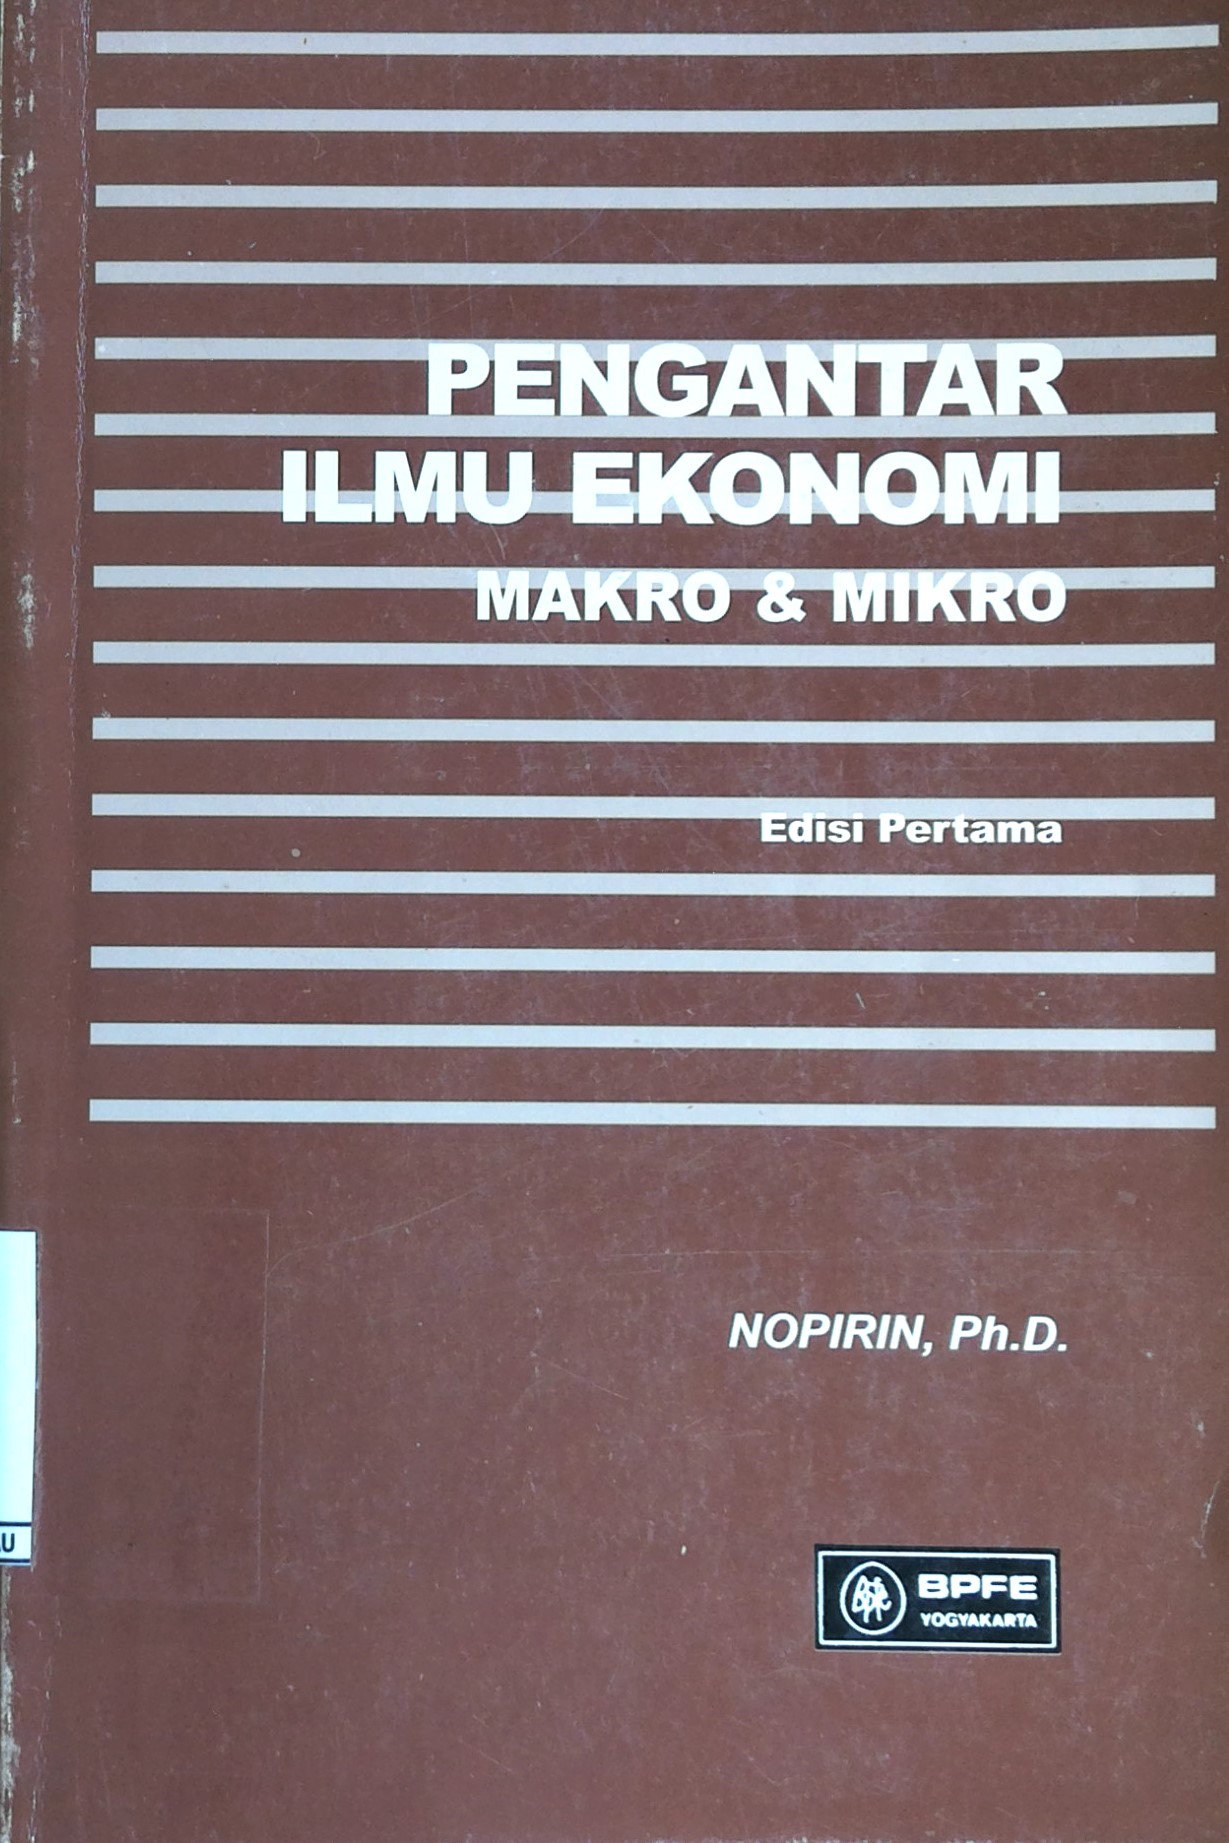 PENGANTAR
ILMU EKONOMI
MAKRO & MIKRO
Edisi Pertama
NOPIRIN, Ph.D.
BPFE
YOGYAKARTA